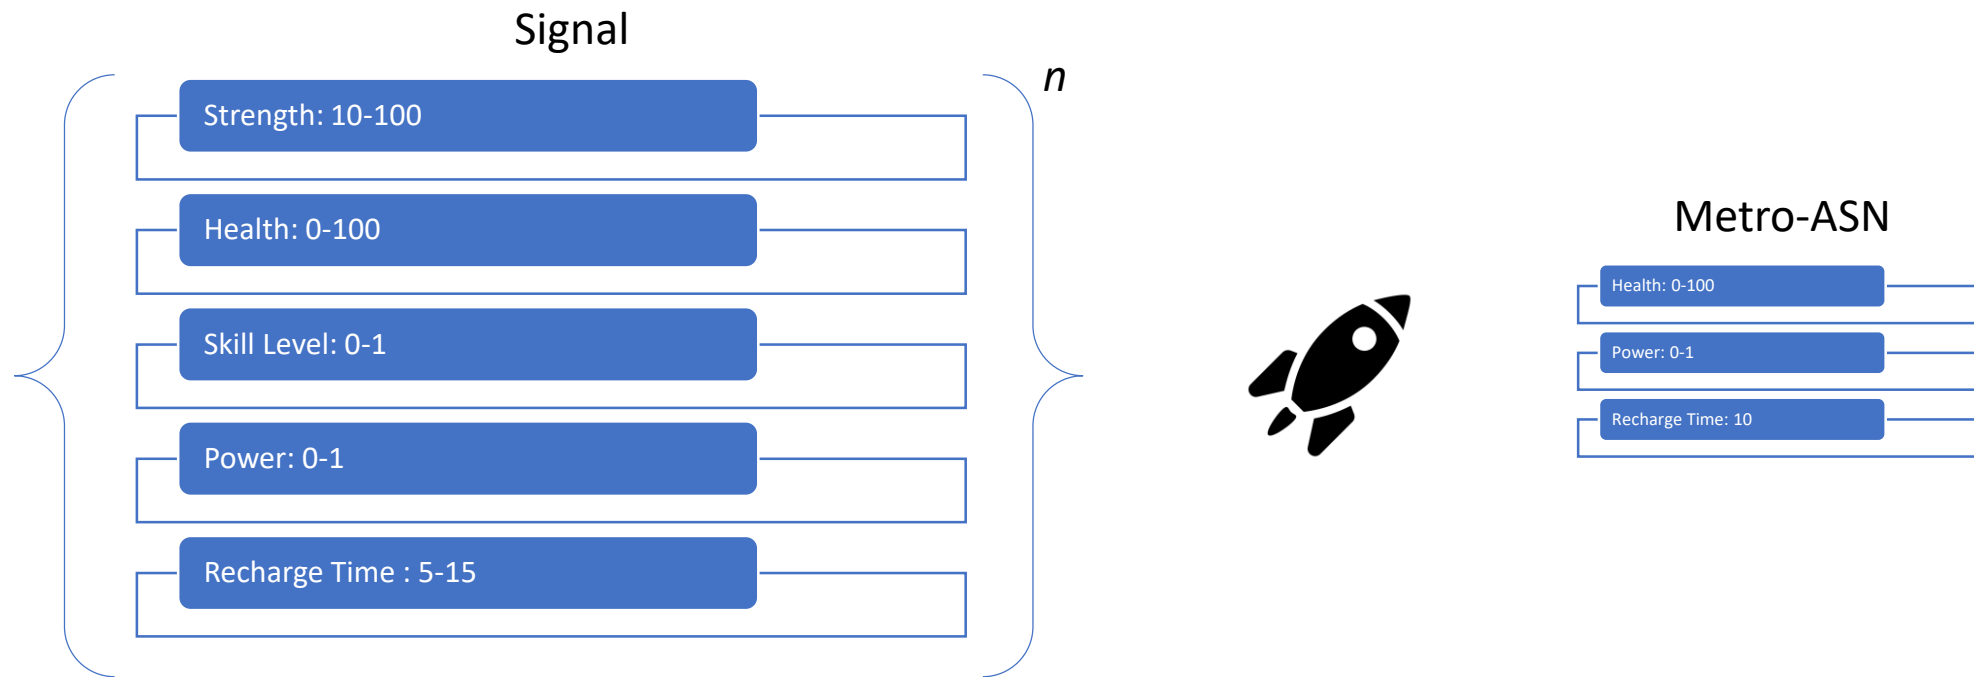 Signal
n
Strength: 10-100
Health: 0-100
Skill Level: 0-1
Power: 0-1
Recharge Time : 5-15
Metro-ASN
Health: 0-100
Power: 0-1
Recharge Time: 10